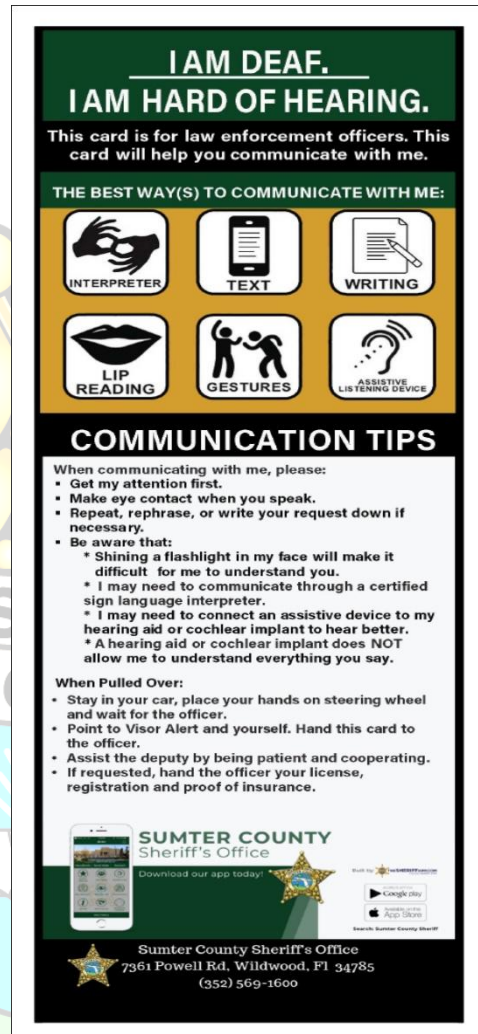 I AM DEAF.
I AM HARD OF HEARING.
This card is for law enforcement officers. This
card will help you communicate with me.
THE BEST WAY(S) TO COMMUNICATE WITH ME:
INTERPRETER
TEXT
WRITING
LIP
READING
GESTURES
ASSISTIVE
LISTENING DEVICE
COMMUNICATION TIPS
When communicating with me, please:
▪ Get my attention first.
▪ Make eye contact when you speak.
▪ Repeat, rephrase, or write your request down if
necessary.
▪ Be aware that:
* Shining a flashlight in my face will make it
difficult for me to understand you.
* I may need to communicate through a certified
sign language interpreter.
* I may need to connect an assistive device to my
hearing aid or cochlear implant to hear better.
* A hearing aid or cochlear implant does NOT
allow me to understand everything you say.
When Pulled Over:
• Stay in your car, place your hands on steering wheel
and wait for the officer.
• Point to Visor Alert and yourself. Hand this card to
the officer.
• Assist the deputy by being patient and cooperating.
• If requested, hand the officer your license,
registration and proof of insurance.
SUMTER COUNTY
Sheriff's Office
Download our app today!
Built by
Google play
App Store
Search: Sumter County Sheriff
Sumter County Sheriff's Office
7361 Powell Rd, Wildwood, Fl 34785
(352) 569-1600